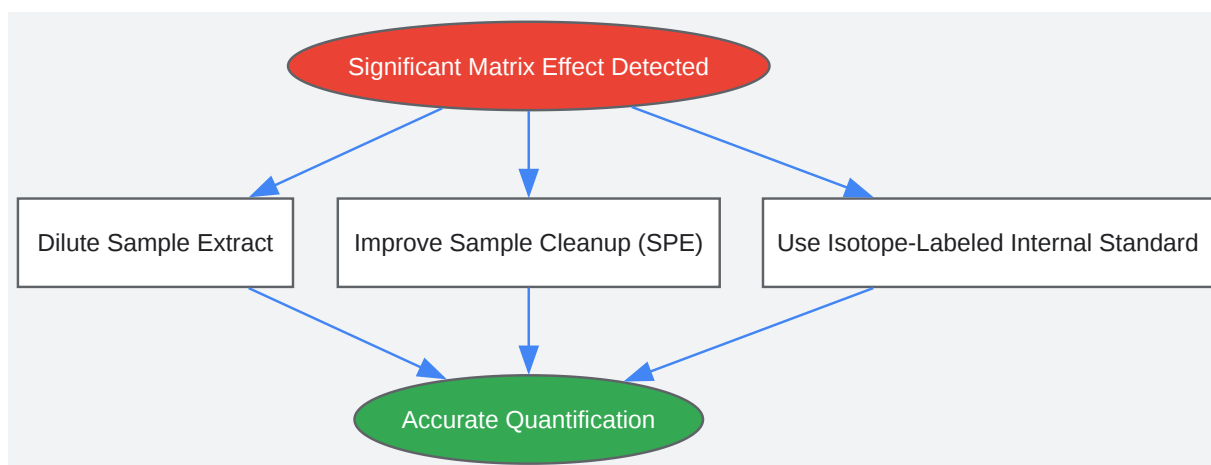 Significant Matrix Effect Detected
Dilute Sample Extract
Improve Sample Cleanup (SPE)
Use Isotope-Labeled Internal Standard
Accurate Quantification